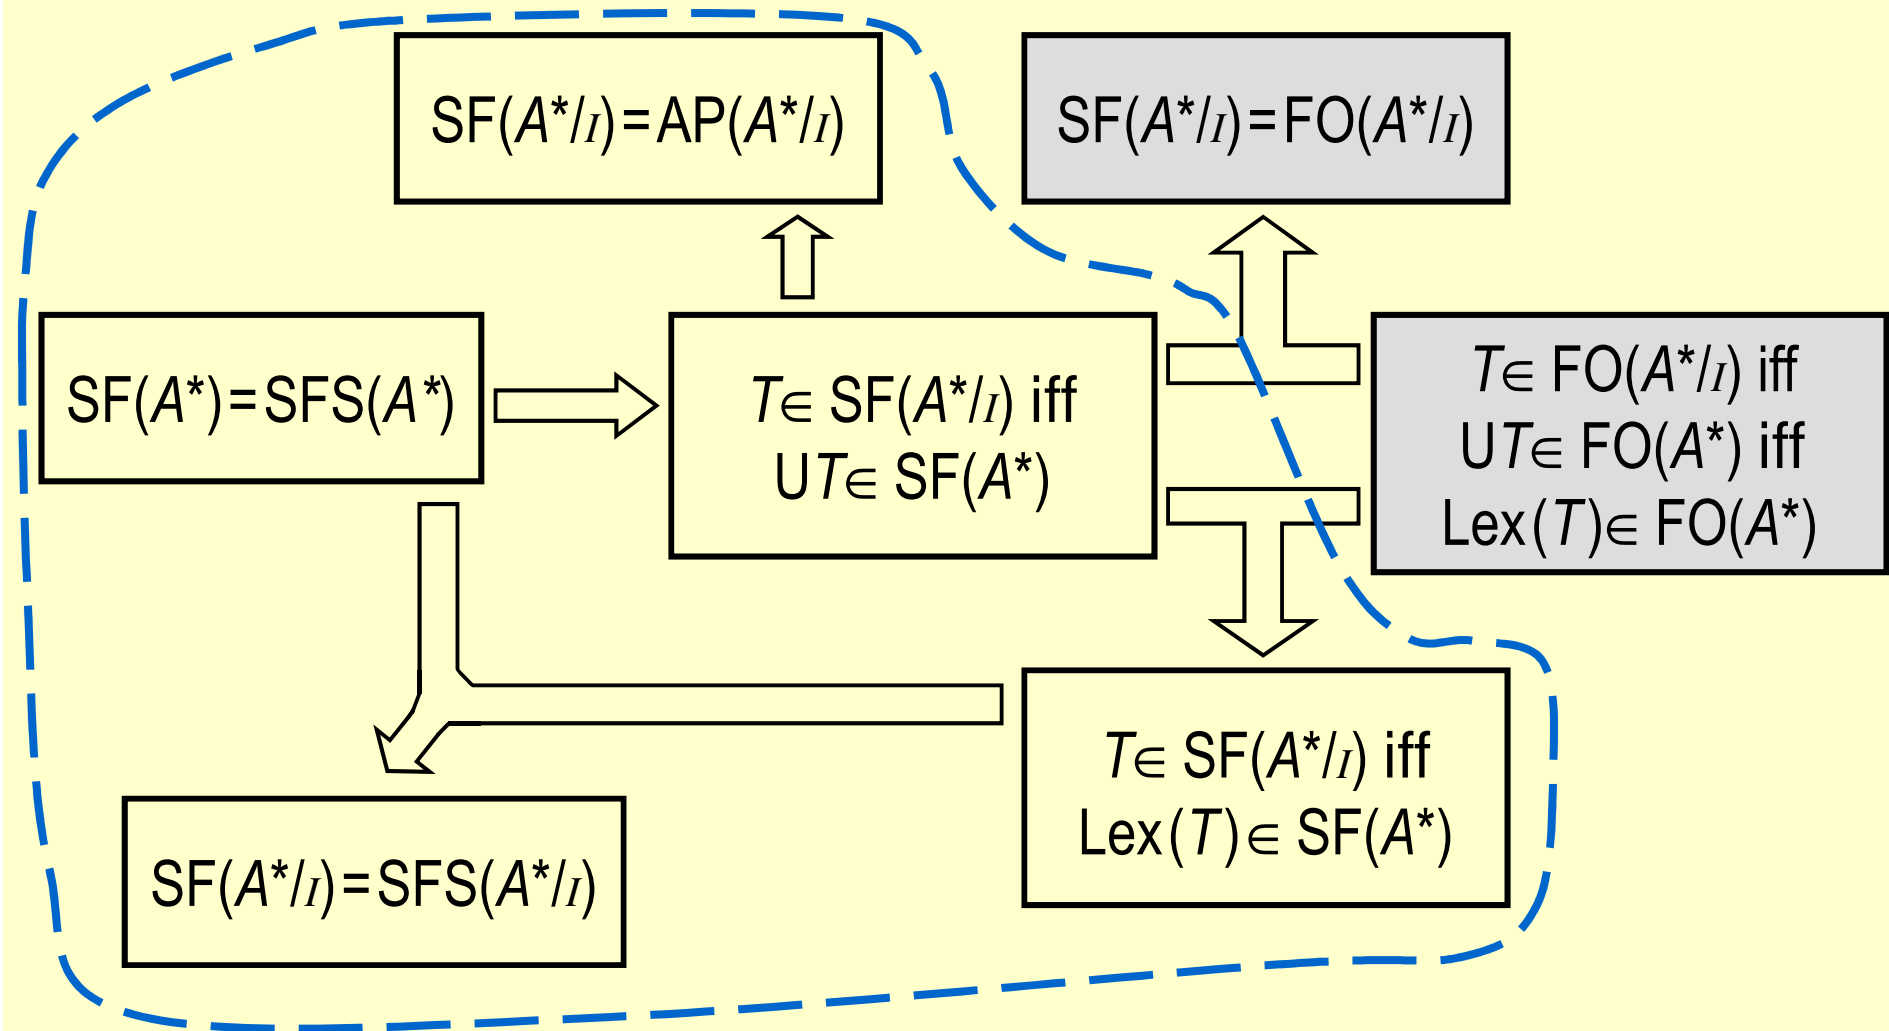 SF(A*/I)=AP(A*/I)
SF(A*/I)=FO(A*/I)
SF(A*)=SFS(A*)
T∈ SF(A*/I) iff
UT∈ SF(A*)
T∈ FO(A*/I) iff
UT∈ FO(A*) iff
Lex(T)∈ FO(A*)
T∈ SF(A*/I) iff
Lex(T)∈ SF(A*)
SF(A*/I)=SFS(A*/I)